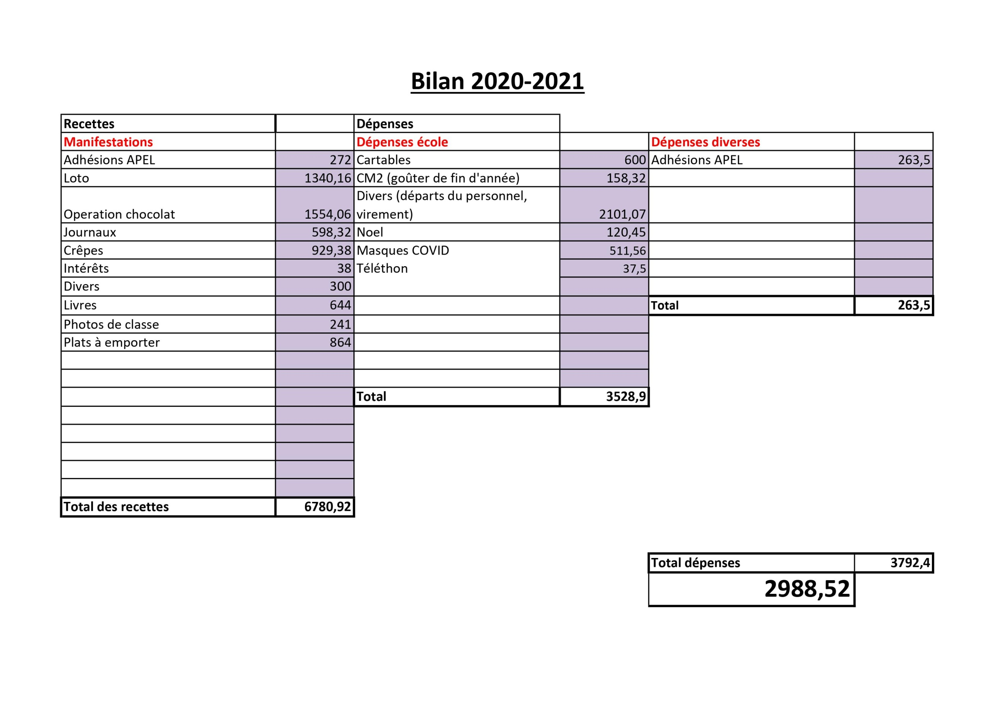 Bilan 2020-2021
Recettes Dépenses
Manifestations Dépenses école Dépenses diverses
Adhésions APEL 272 Cartables 600 Adhésions APEL 263,5
Loto 1340,16 CM2 (goûter de fin d'année) 158,32
Divers (départs du personnel,
Operation chocolat 1554,06 virement) 2101,07
Journaux 598,32 Noel 120,45
Crêpes 929,38 Masques COVID 511,56
Intérêts 38 Téléthon 37,5
Divers 300
Livres 644 Total 263,5
Photos de classe 241
Plats à emporter 864
Total 3528,9
Total des recettes 6780,92
Total dépenses 3792,4
2988,52